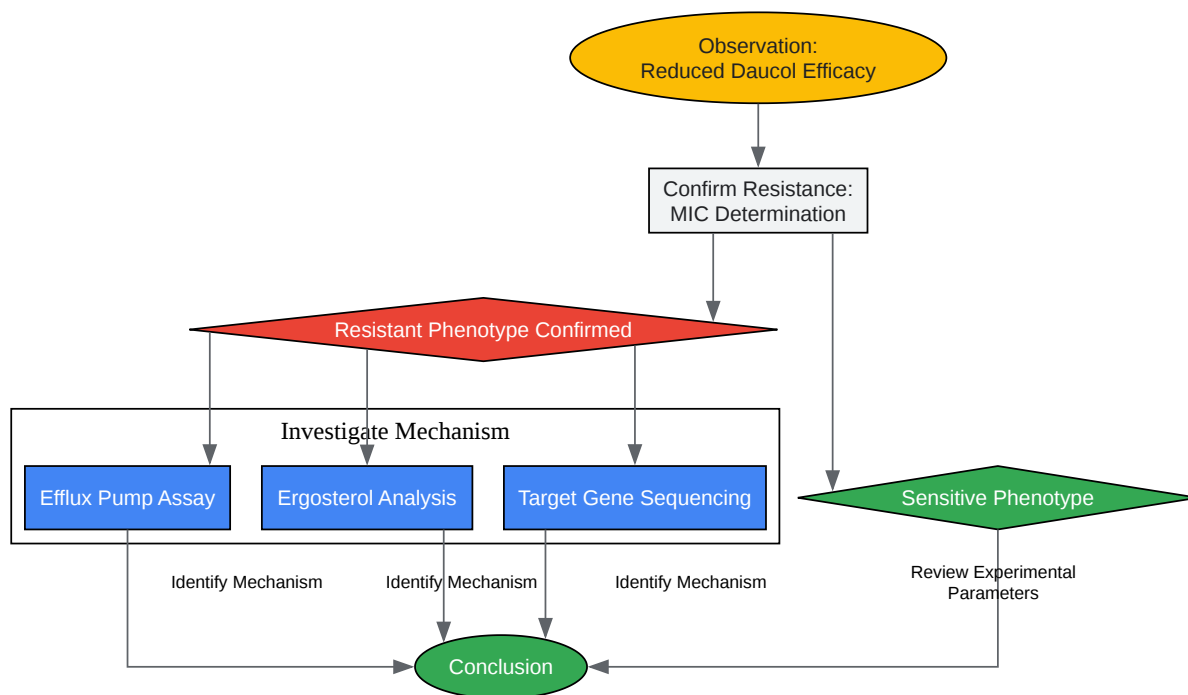 Observation:
Reduced Daucol Efficacy
Confirm Resistance:
MIC Determination
Resistant Phenotype Confirmed
Investigate Mechanism
Efflux Pump Assay
Ergosterol Analysis
Target Gene Sequencing
Sensitive Phenotype
Identify Mechanism
Identify Mechanism
Identify Mechanism
Review Experimental
Parameters
Conclusion